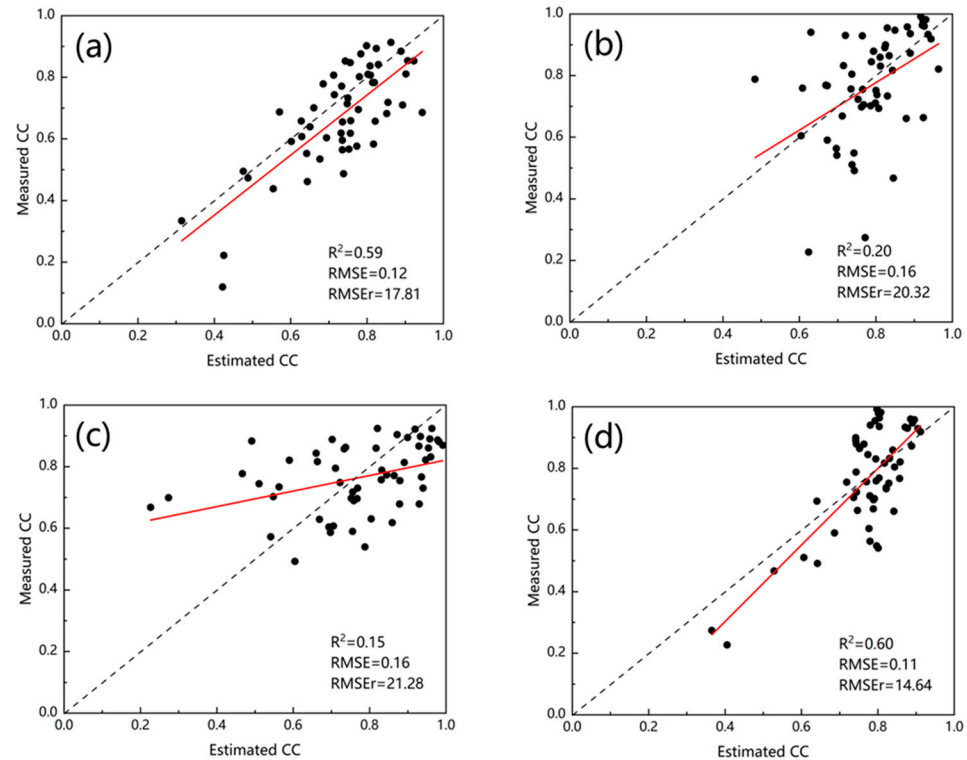 (a)
Measured CC
1.0
0.8
0.6
0.4
0.2
0.0
R²=0.59
RMSE=0.12
RMSEr=17.81
0.0 0.2 0.4 0.6 0.8 1.0
Estimated CC
(b)
Measured CC
1.0
0.8
0.6
0.4
0.2
0.0
R²=0.20
RMSE=0.16
RMSEr=20.32
0.0 0.2 0.4 0.6 0.8 1.0
Estimated CC
(c)
Measured CC
1.0
0.8
0.6
0.4
0.2
0.0
R²=0.15
RMSE=0.16
RMSEr=21.28
0.0 0.2 0.4 0.6 0.8 1.0
Estimated CC
(d)
Measured CC
1.0
0.8
0.6
0.4
0.2
0.0
R²=0.60
RMSE=0.11
RMSEr=14.64
0.0 0.2 0.4 0.6 0.8 1.0
Estimated CC